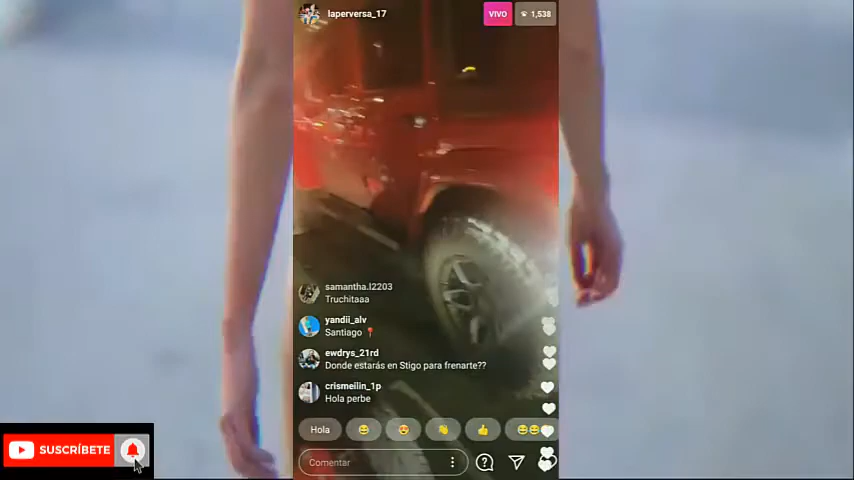 laperversa_17
VIVO
1,538
samantha.l2203
Truchitaaa
yandii_alv
Santiago📍
ewdrys_21rd
Donde estarás en Stigo para frenarte??
crismeilin_1p
Hola perbe
Hola
Comentar
SUSCRÍBETE